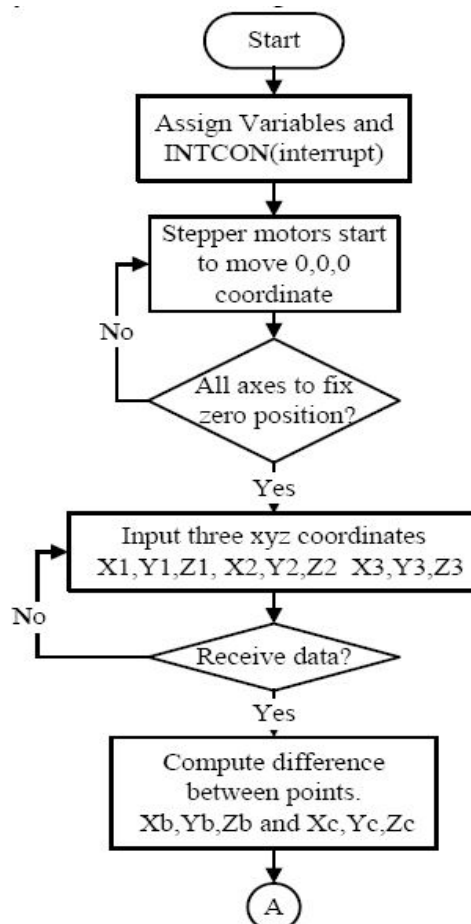 Start
Assign Variables and
INTCON(interrupt)
Stepper motors start
to move 0,0,0
coordinate
No
All axes to fix
zero position?
Yes
Input three xyz coordinates
X1,Y1,Z1, X2,Y2,Z2 X3,Y3,Z3
No
Receive data?
Yes
Compute difference
between points.
Xb,Yb,Zb and Xc,Yc,Zc
A